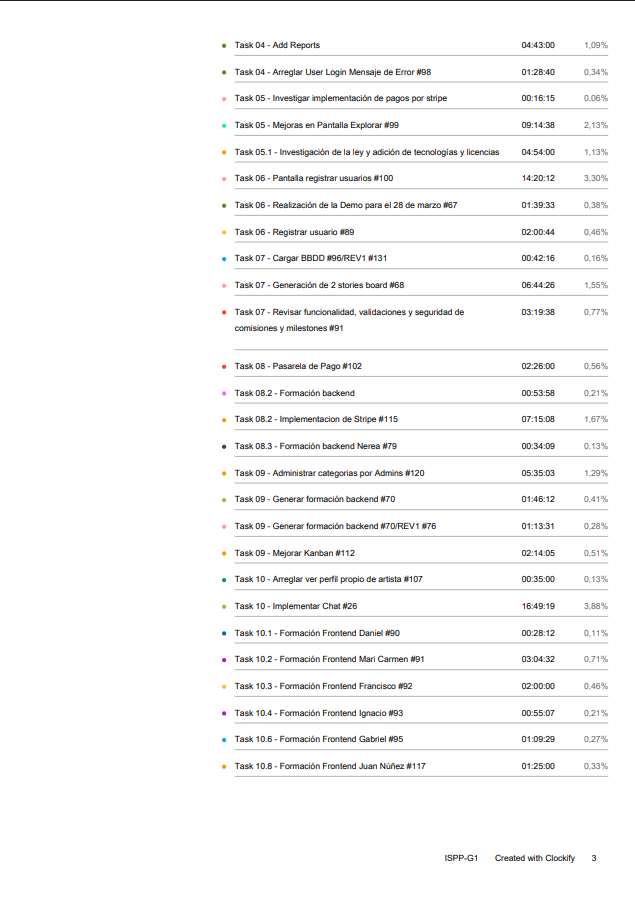 Task 04 - Add Reports 04:43:00 1,09%
Task 04 - Arreglar User Login Mensaje de Error #98 01:28:40 0,34%
Task 05 - Investigar implementación de pagos por stripe 00:16:15 0,06%
Task 05 - Mejoras en Pantalla Explorar #99 09:14:38 2,13%
Task 05.1 - Investigación de la ley y adición de tecnologías y licencias 04:54:00 1,13%
Task 06 - Pantalla registrar usuarios #100 14:20:12 3,30%
Task 06 - Realización de la Demo para el 28 de marzo #67 01:39:33 0,38%
Task 06 - Registrar usuario #89 02:00:44 0,46%
Task 07 - Cargar BBDD #96/REV1 #131 00:42:16 0,16%
Task 07 - Generación de 2 stories board #68 06:44:26 1,55%
Task 07 - Revisar funcionalidad, validaciones y seguridad de 03:19:38 0,77%
comisiones y milestones #91
Task 08 - Pasarela de Pago #102 02:26:00 0,56%
Task 08.2 - Formación backend 00:53:58 0,21%
Task 08.2 - Implementacion de Stripe #115 07:15:08 1,67%
Task 08.3 - Formación backend Nerea #79 00:34:09 0,13%
Task 09 - Administrar categorias por Admins #120 05:35:03 1,29%
Task 09 - Generar formación backend #70 01:46:12 0,41%
Task 09 - Generar formación backend #70/REV1 #76 01:13:31 0,28%
Task 09 - Mejorar Kanban #112 02:14:05 0,51%
Task 10 - Arreglar ver perfil propio de artista #107 00:35:00 0,13%
Task 10 - Implementar Chat #26 16:49:19 3,88%
Task 10.1 - Formación Frontend Daniel #90 00:28:12 0,11%
Task 10.2 - Formación Frontend Mari Carmen #91 03:04:32 0,71%
Task 10.3 - Formación Frontend Francisco #92 02:00:00 0,46%
Task 10.4 - Formación Frontend Ignacio #93 00:55:07 0,21%
Task 10.6 - Formación Frontend Gabriel #95 01:09:29 0,27%
Task 10.8 - Formación Frontend Juan Núñez #117 01:25:00 0,33%
ISPP-G1 Created with Clockify 3